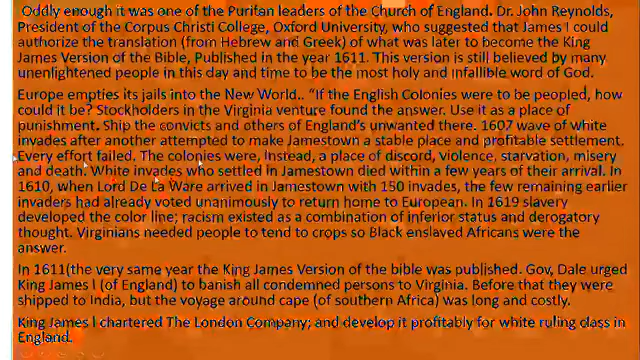 Oddly enough it was one of the Purifan leaders of the Church of England. Dr. John Reynolds,
President of the Corpus Christi College, Oxford University, who suggested that James I could
authorize the translation (from Hebrew and Greek) of what was later to become the King
James Version of the Bible, Published in the year 1611. This version is still believed by many
unenlightened people in this day and time to be the most holy and infallible word of God.
Europe empties its jails into the New World.. "If the English Colonies were to be peopled, how
could it be? Stockholders in the Virginia venture found the answer. Use it as a place of
punishment. Ship the convicts and others of England's unwanted there. 1607 wave of white
invades after another attempted to make Jamestown a stable place and profitable settlement.
Every effort failed. The colonies were, Instead, a place of discord, violence, starvation, misery
and death. White invades who settled in Jamestown died within a few years of their arrival. In
1610, when Lord De La Ware arrived in Jamestown with 150 invades, the few remaining earlier
invaders had already voted unanimously to return home to European. In 1619 slavery
developed the color line; racism existed as a combination of inferior status and derogatory
thought. Virginians needed people to tend to crops so Black enslaved Africans were the
answer.
In 1611(the very same year the King James Version of the bible was published. Gov, Dale urged
King James I (of England) to banish all condemned persons to Virginia. Before that they were
shipped to India, but the voyage around cape (of southern Africa) was long and costly.
King James I chartered The London Company; and develop it profitably for white ruling class in
England.